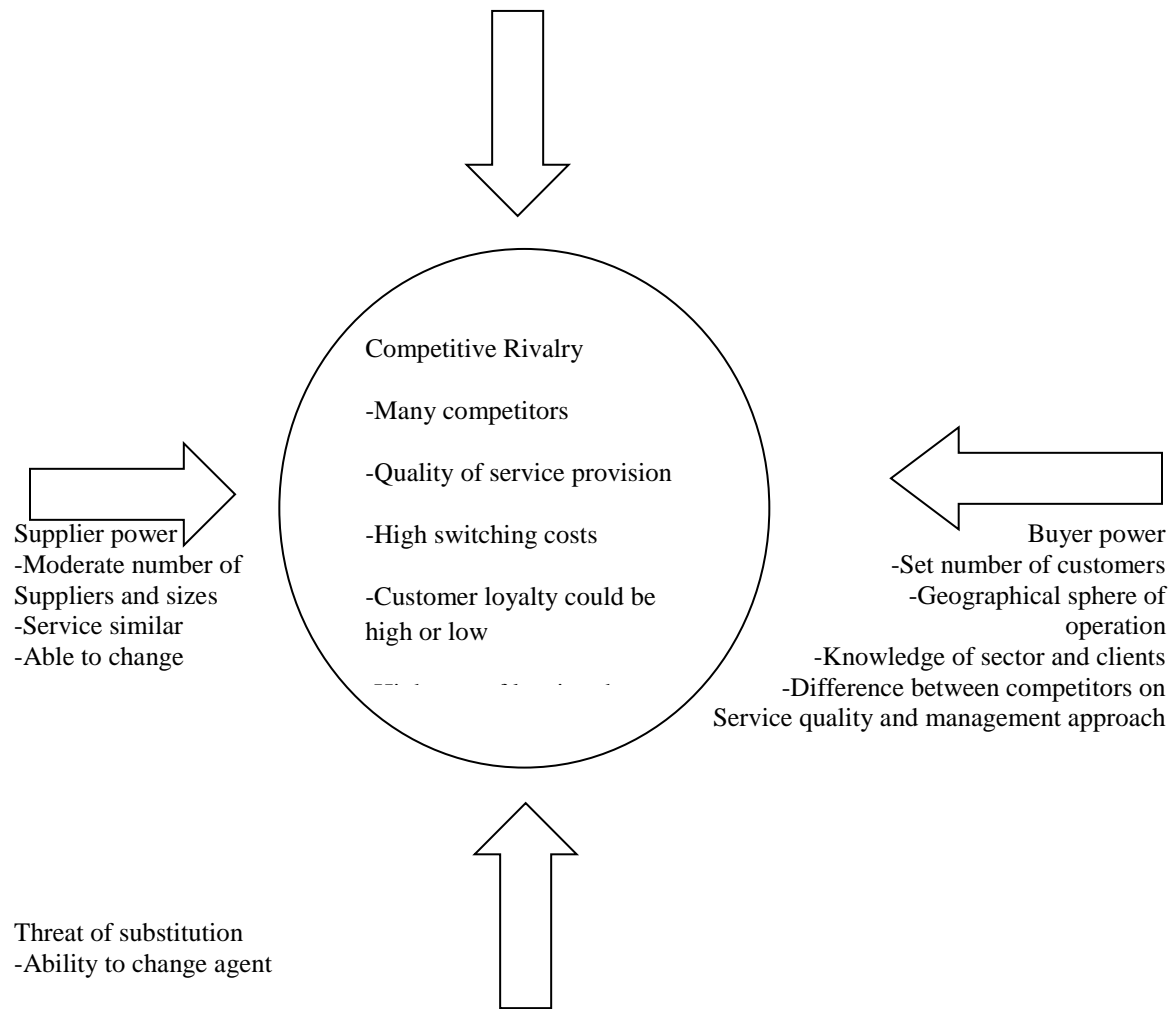 Competitive Rivalry
-Many competitors
-Quality of service provision
-High switching costs
-Customer loyalty could be
high or low
Supplier power
-Moderate number of
Suppliers and sizes
-Service similar
-Able to change
Buyer power
-Set number of customers
-Geographical sphere of
operation
-Knowledge of sector and clients
-Difference between competitors on
Service quality and management approach
Threat of substitution
-Ability to change agent